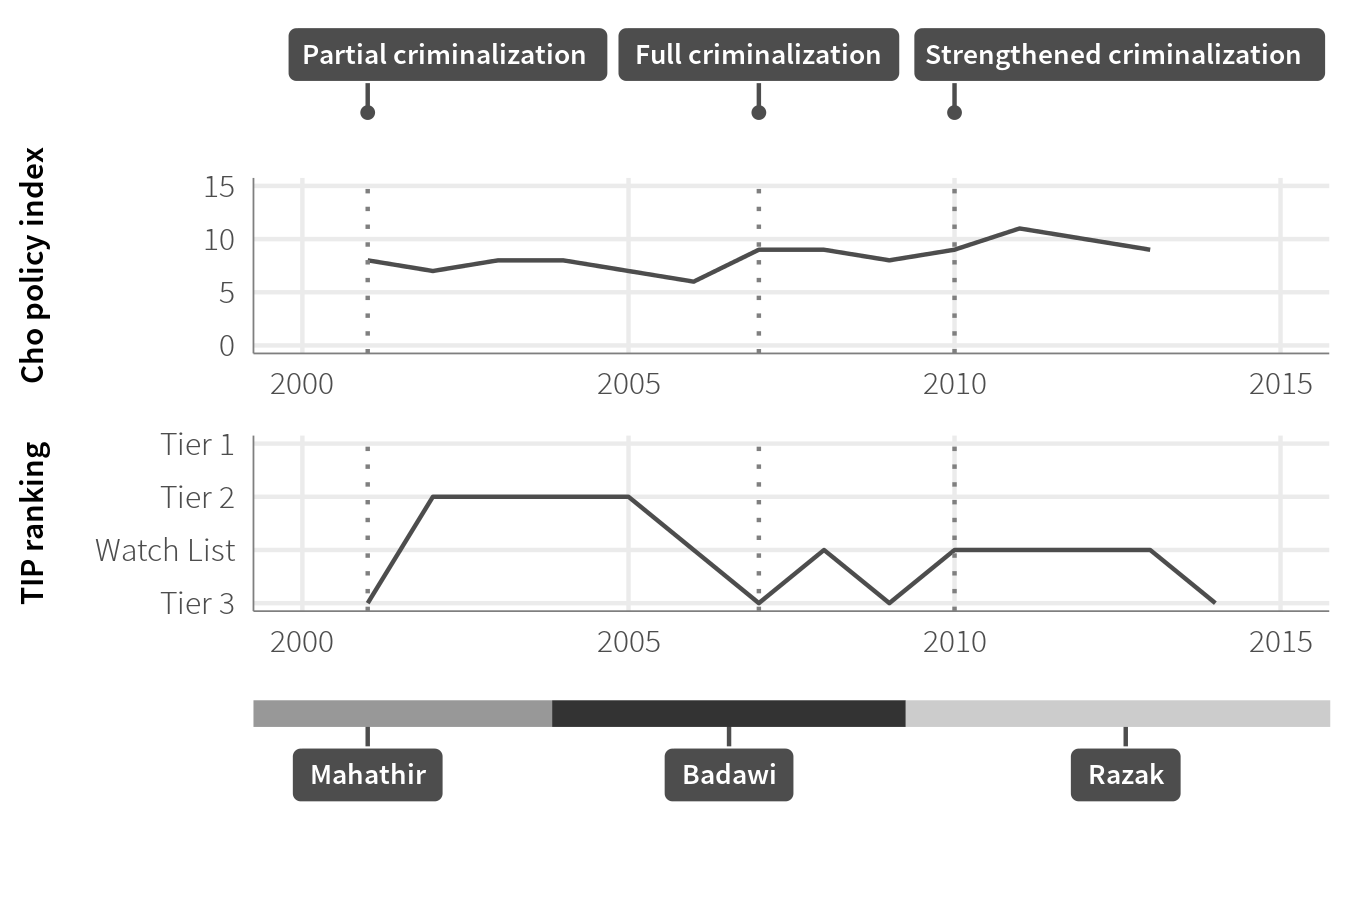 Partial criminalization
Full criminalization
Strengthened criminalization
Cho policy index
15
10
5
0
2000
2005
2010
2015
TIP ranking
Tier 1
Tier 2
Watch List
Tier 3
2000
2005
2010
2015
Mahathir
Badawi
Razak